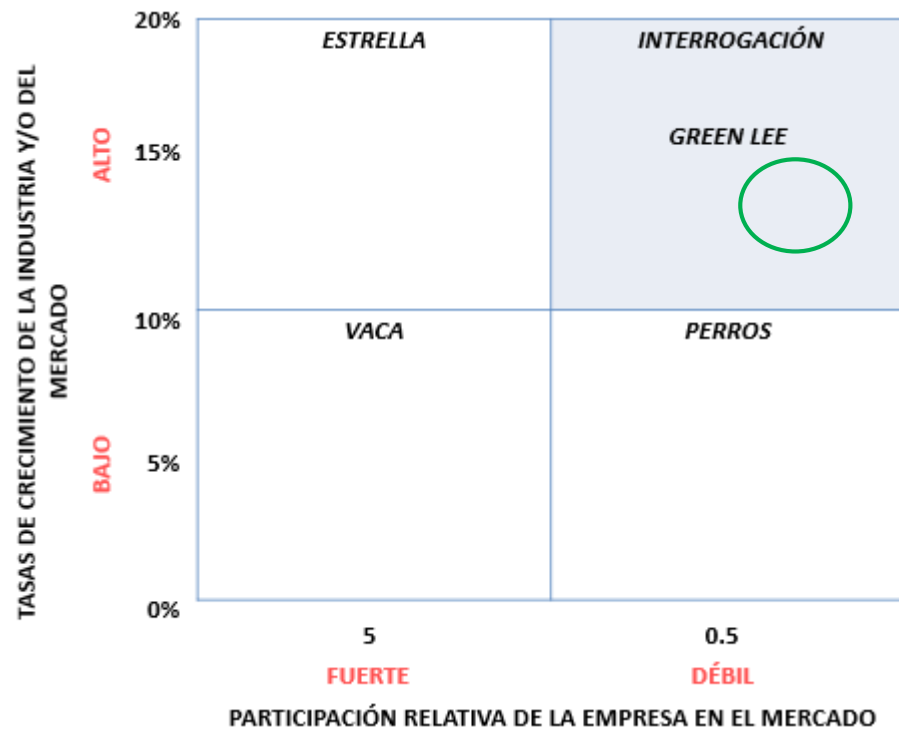 TASAS DE CRECIMIENTO DE LA INDUSTRIA Y/O DEL
MERCADO
ALTO
BAJO
20%
15%
10%
5%
0%
ESTRELLA
INTERROGACIÓN
GREEN LEE
VACA
PERROS
5
0.5
FUERTE
DÉBIL
PARTICIPACIÓN RELATIVA DE LA EMPRESA EN EL MERCADO